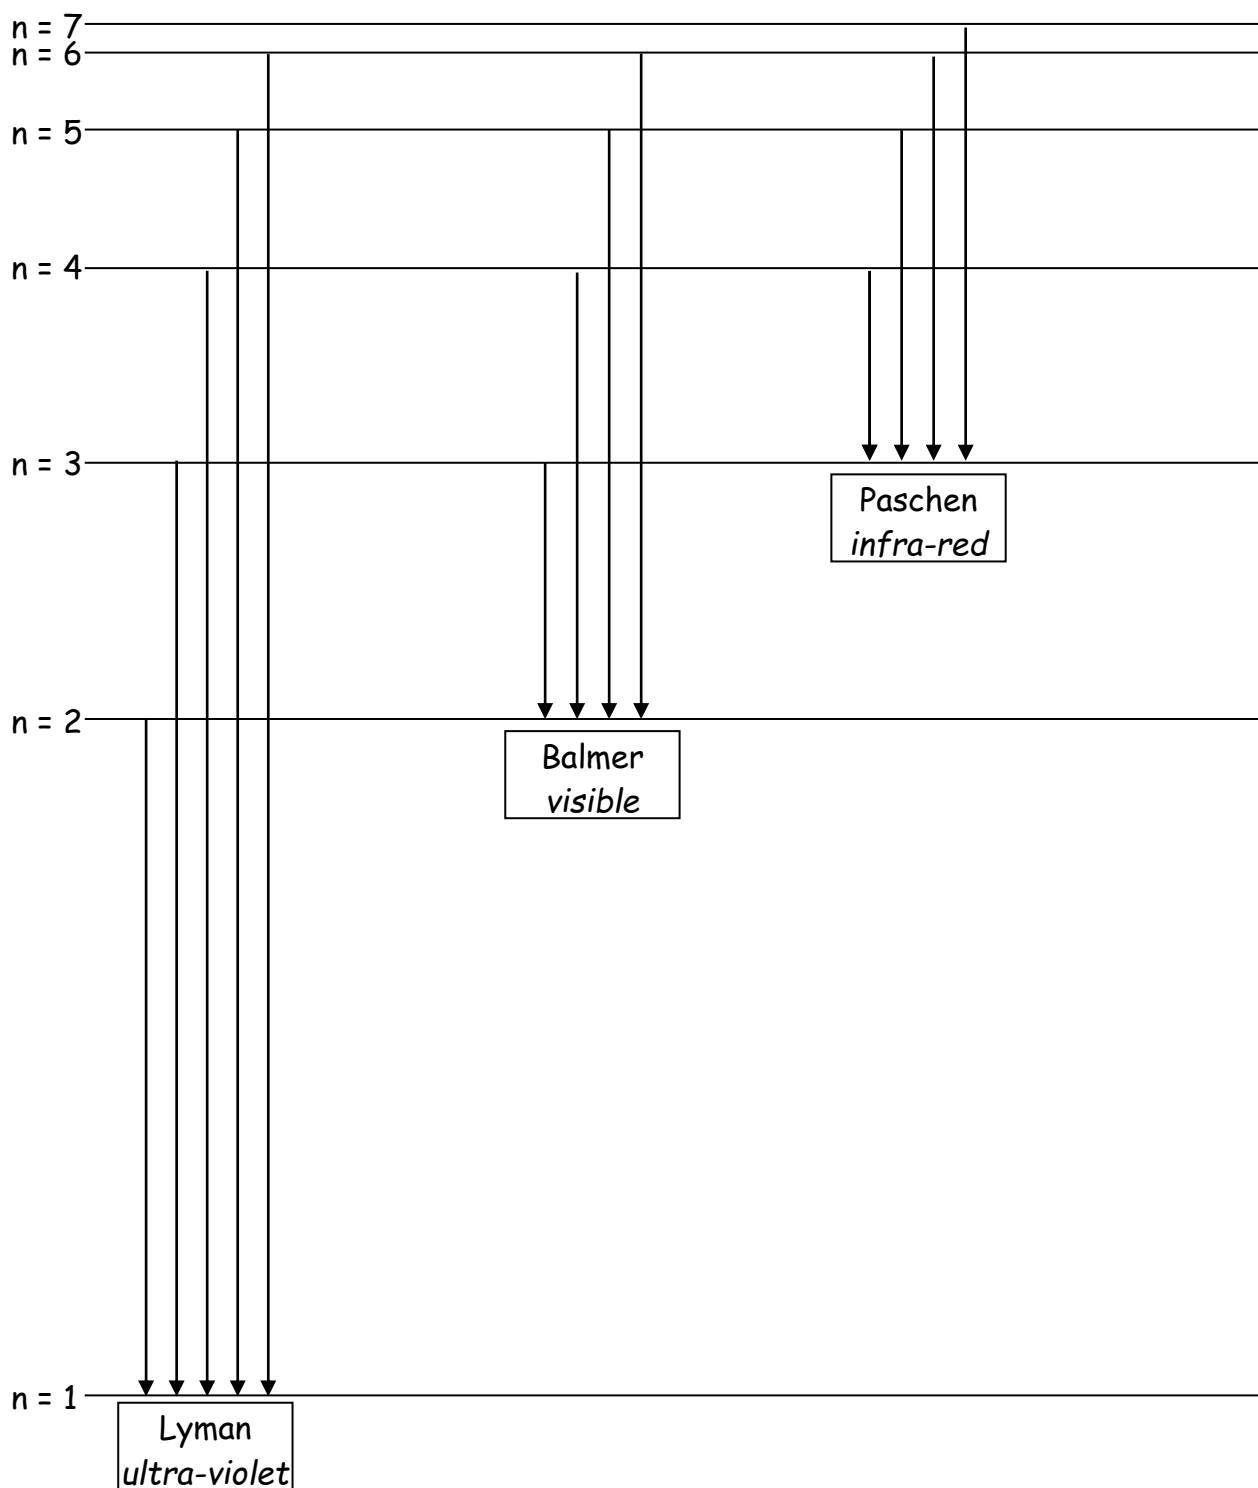 n = 7
n = 6
n = 5
n = 4
n = 3
Paschen
infra-red
n = 2
Balmer
visible
n = 1
Lyman
ultra-violet